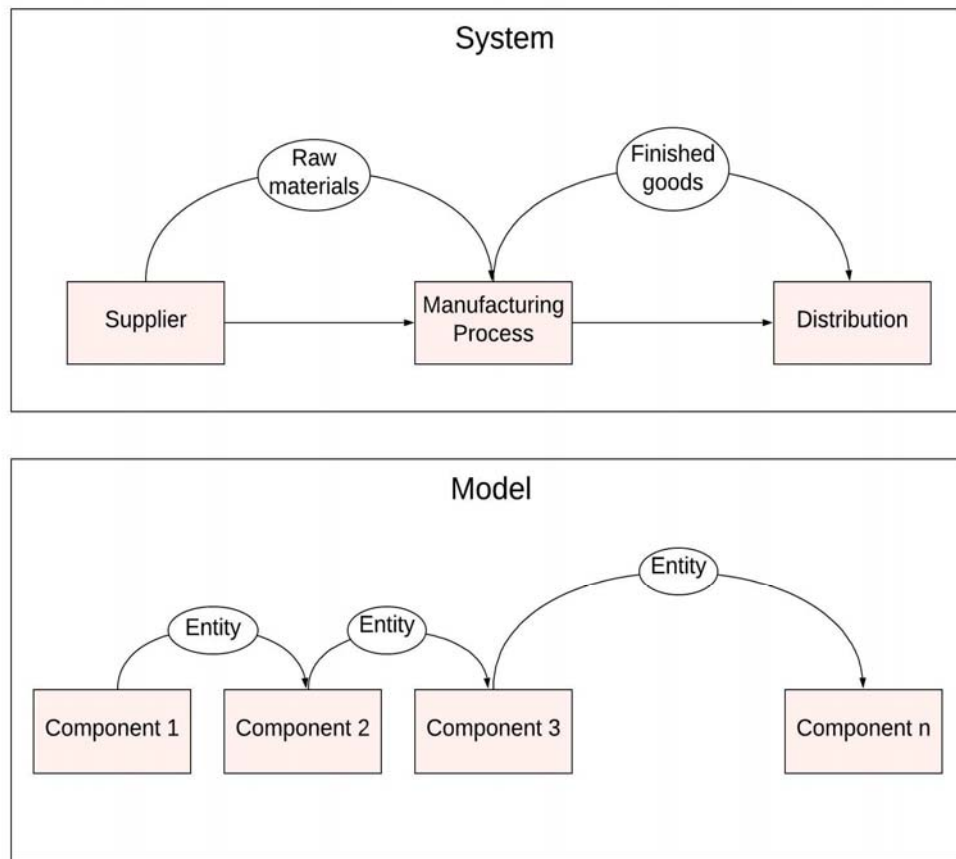 System
Raw
materials
Finished
goods
Supplier
Manufacturing
Process
Distribution
Model
Entity
Entity
Entity
Component 1
Component 2
Component 3
Component n